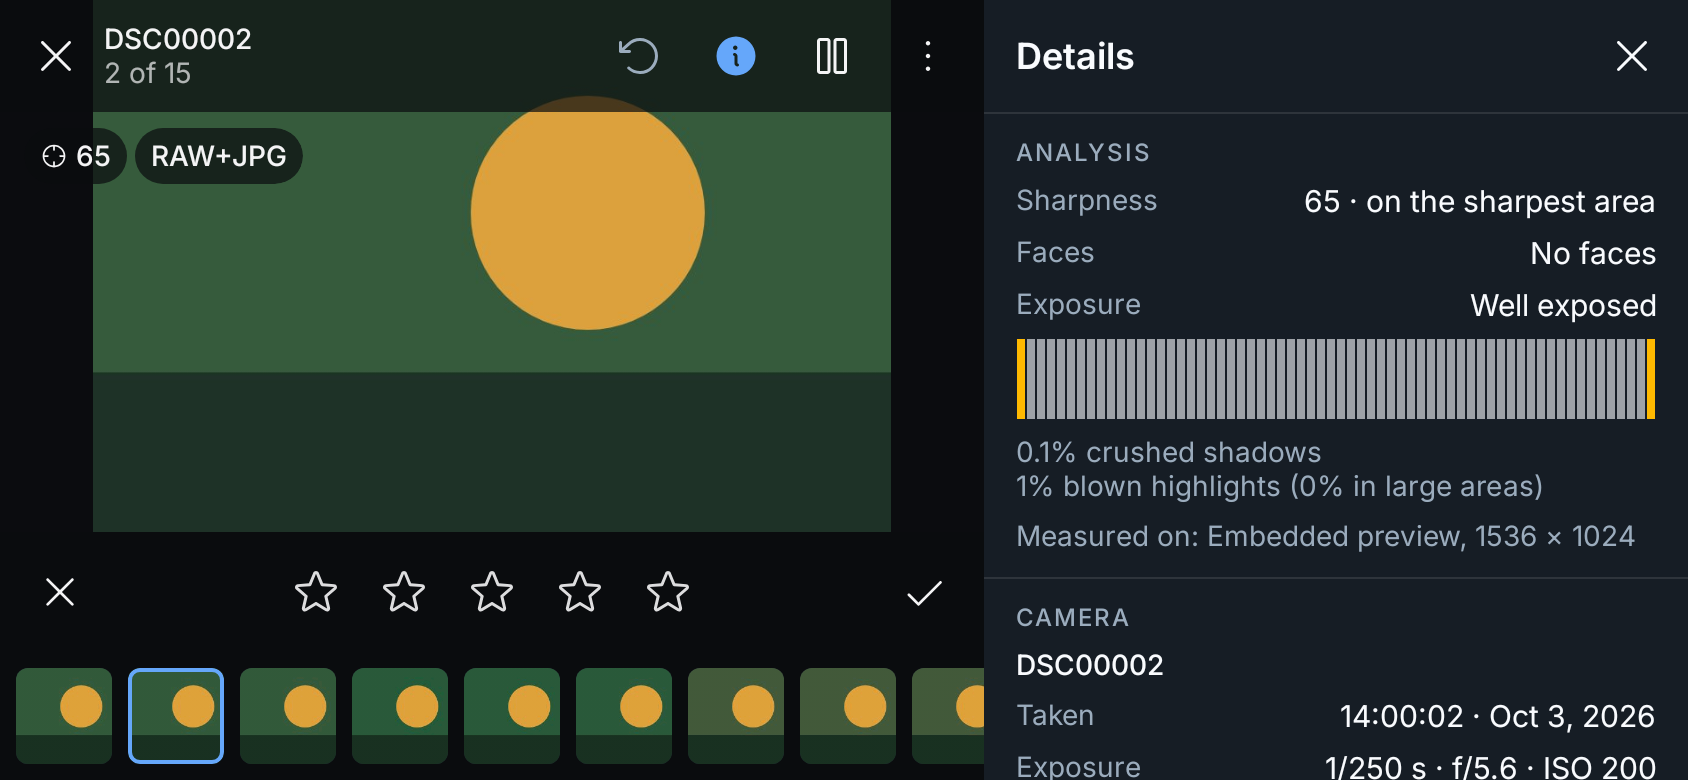 DSC00002
2 of 15
65
RAW+JPG
Details
ANALYSIS
Sharpness 65 · on the sharpest area
Faces No faces
Exposure Well exposed
0.1% crushed shadows
1% blown highlights (0% in large areas)
Measured on: Embedded preview, 1536 × 1024
CAMERA
DSC00002
Taken 14:00:02 · Oct 3, 2026
Exposure 1/250 s · f/5.6 · ISO 200